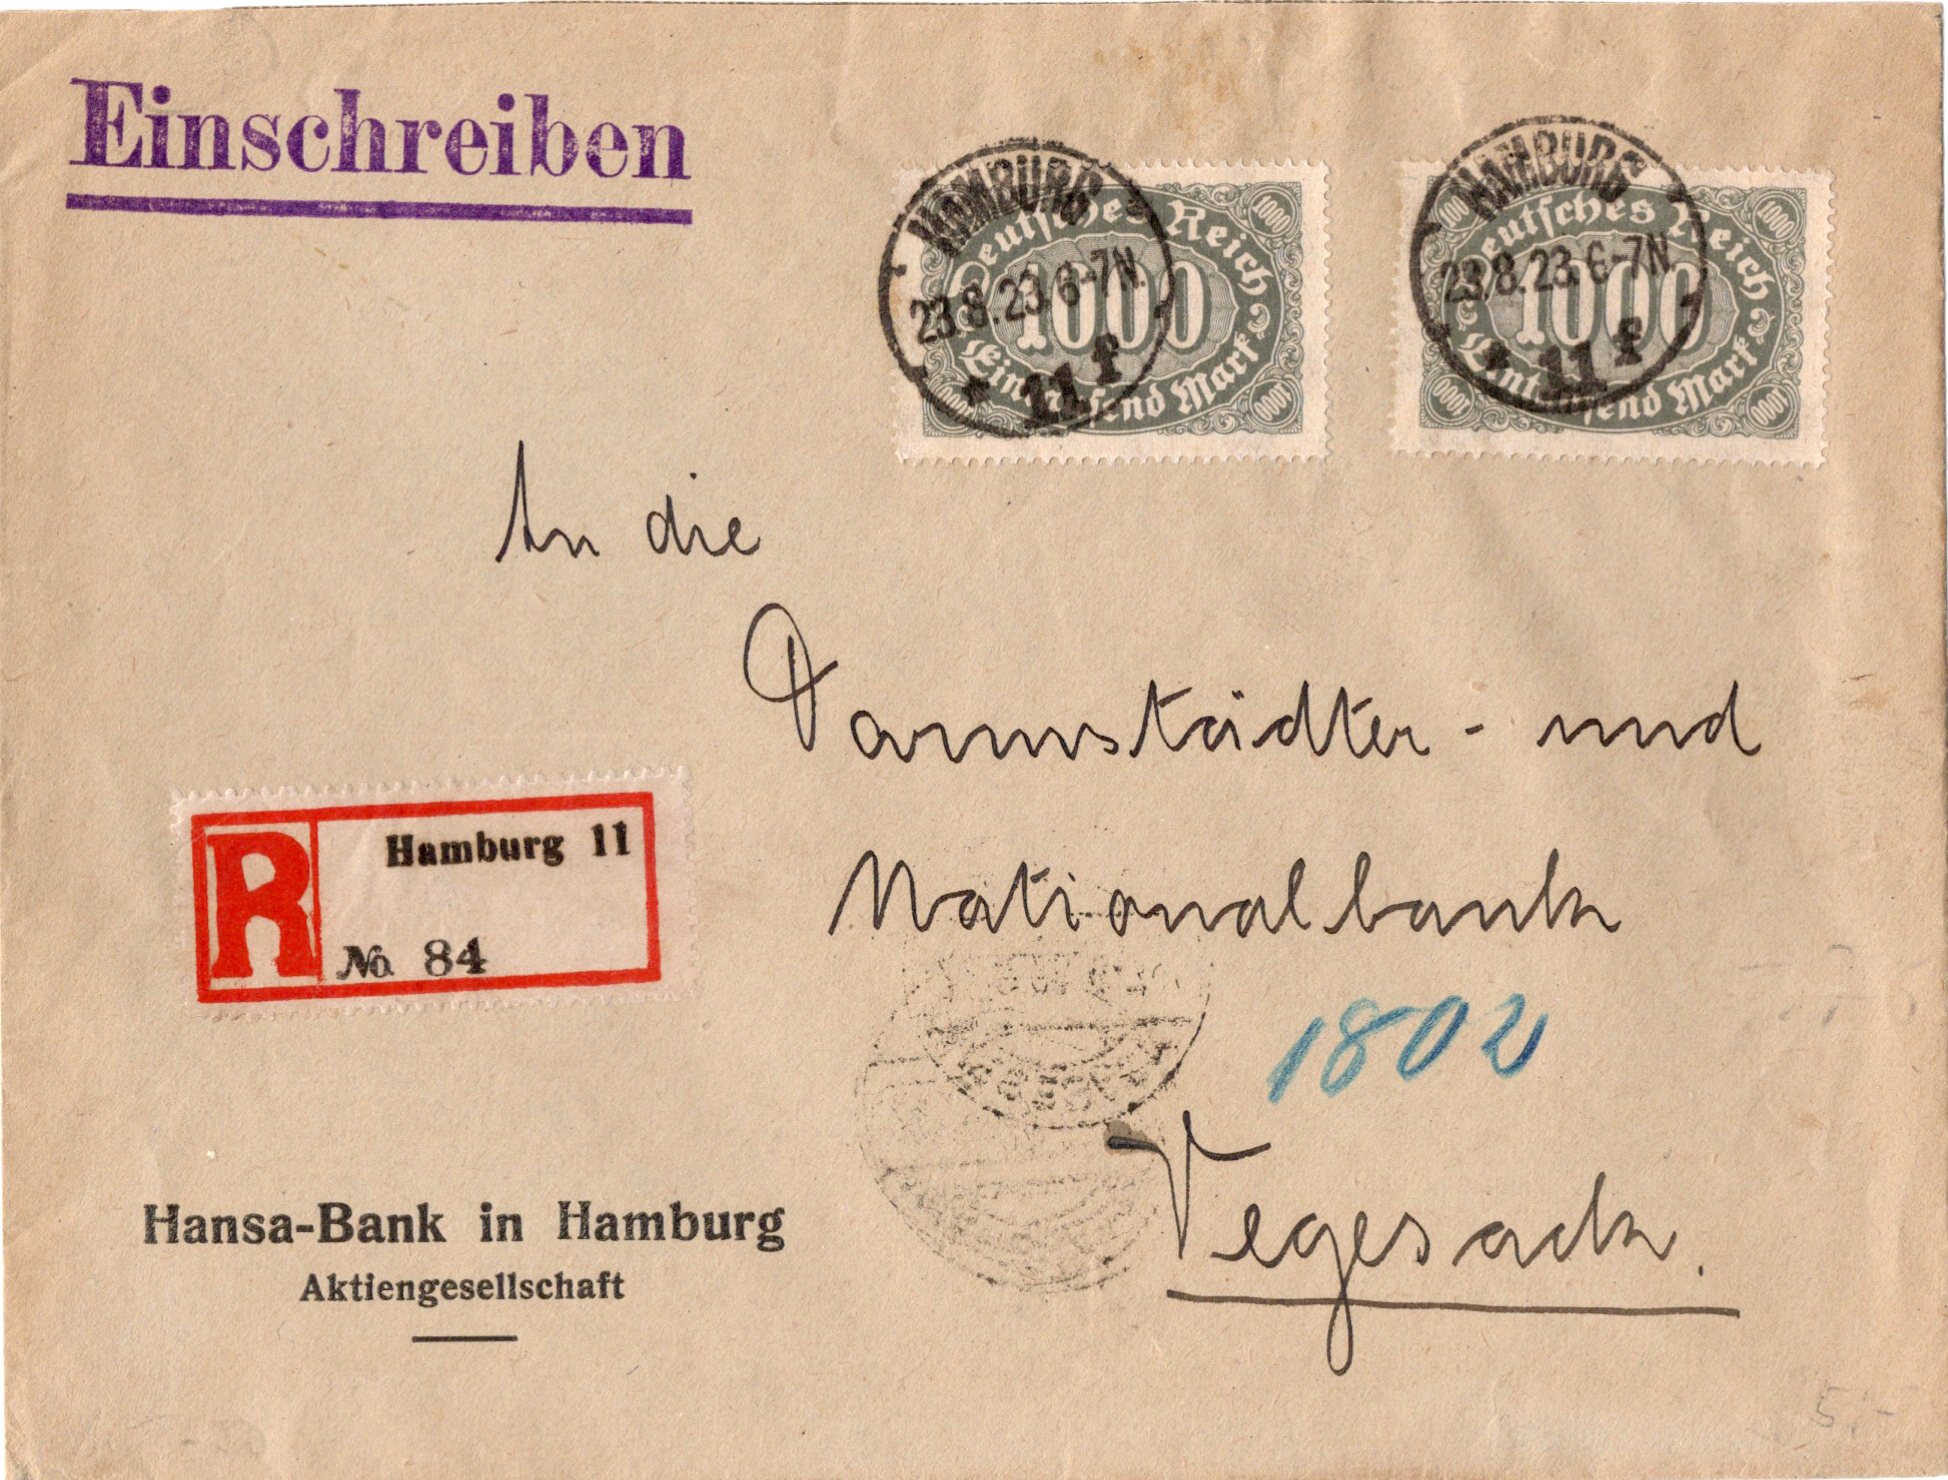 Einschreiben
HAMBURG
23.8.23.6-7N.
* 11 f
Deutsches Reich
1000
Eintausend Mark
HAMBURG
23.8.23.6-7N
* 11 f
Deutsches Reich
1000
Eintausend Mark
An die
Darmstädter- und
Nationalbank
R
Hamburg 11
No. 84
1802
Vegesack.
Hansa-Bank in Hamburg
Aktiengesellschaft
5,-